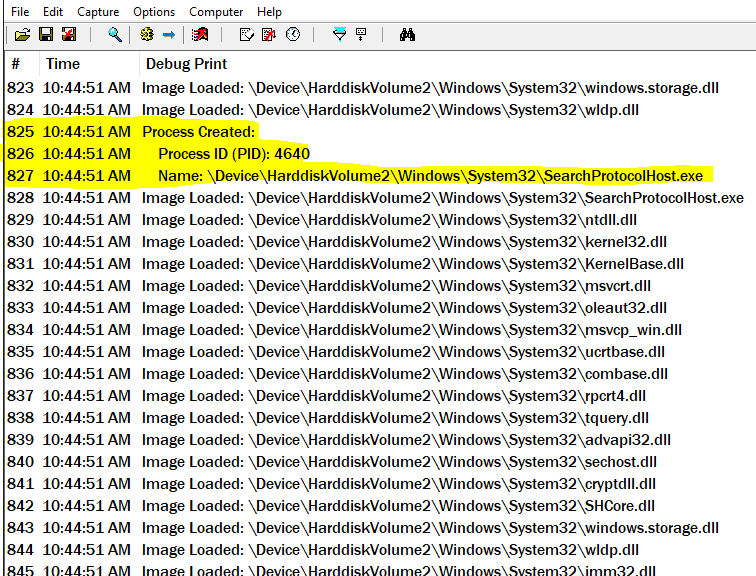 File Edit Capture Options Computer Help
# Time Debug Print
823 10:44:51 AM Image Loaded: \Device\HarddiskVolume2\Windows\System32\windows.storage.dll
824 10:44:51 AM Image Loaded: \Device\HarddiskVolume2\Windows\System32\wldp.dll
825 10:44:51 AM Process Created:
826 10:44:51 AM Process ID (PID): 4640
827 10:44:51 AM Name: \Device\HarddiskVolume2\Windows\System32\SearchProtocolHost.exe
828 10:44:51 AM Image Loaded: \Device\HarddiskVolume2\Windows\System32\SearchProtocolHost.exe
829 10:44:51 AM Image Loaded: \Device\HarddiskVolume2\Windows\System32\ntdll.dll
830 10:44:51 AM Image Loaded: \Device\HarddiskVolume2\Windows\System32\kernel32.dll
831 10:44:51 AM Image Loaded: \Device\HarddiskVolume2\Windows\System32\KernelBase.dll
832 10:44:51 AM Image Loaded: \Device\HarddiskVolume2\Windows\System32\msvcrt.dll
833 10:44:51 AM Image Loaded: \Device\HarddiskVolume2\Windows\System32\oleaut32.dll
834 10:44:51 AM Image Loaded: \Device\HarddiskVolume2\Windows\System32\msvcp_win.dll
835 10:44:51 AM Image Loaded: \Device\HarddiskVolume2\Windows\System32\ucrtbase.dll
836 10:44:51 AM Image Loaded: \Device\HarddiskVolume2\Windows\System32\combase.dll
837 10:44:51 AM Image Loaded: \Device\HarddiskVolume2\Windows\System32\rpcrt4.dll
838 10:44:51 AM Image Loaded: \Device\HarddiskVolume2\Windows\System32\tquery.dll
839 10:44:51 AM Image Loaded: \Device\HarddiskVolume2\Windows\System32\advapi32.dll
840 10:44:51 AM Image Loaded: \Device\HarddiskVolume2\Windows\System32\sechost.dll
841 10:44:51 AM Image Loaded: \Device\HarddiskVolume2\Windows\System32\cryptdll.dll
842 10:44:51 AM Image Loaded: \Device\HarddiskVolume2\Windows\System32\SHCore.dll
843 10:44:51 AM Image Loaded: \Device\HarddiskVolume2\Windows\System32\windows.storage.dll
844 10:44:51 AM Image Loaded: \Device\HarddiskVolume2\Windows\System32\wldp.dll
845 10:44:51 AM Image Loaded: \Device\HarddiskVolume2\Windows\System32\imm32.dll